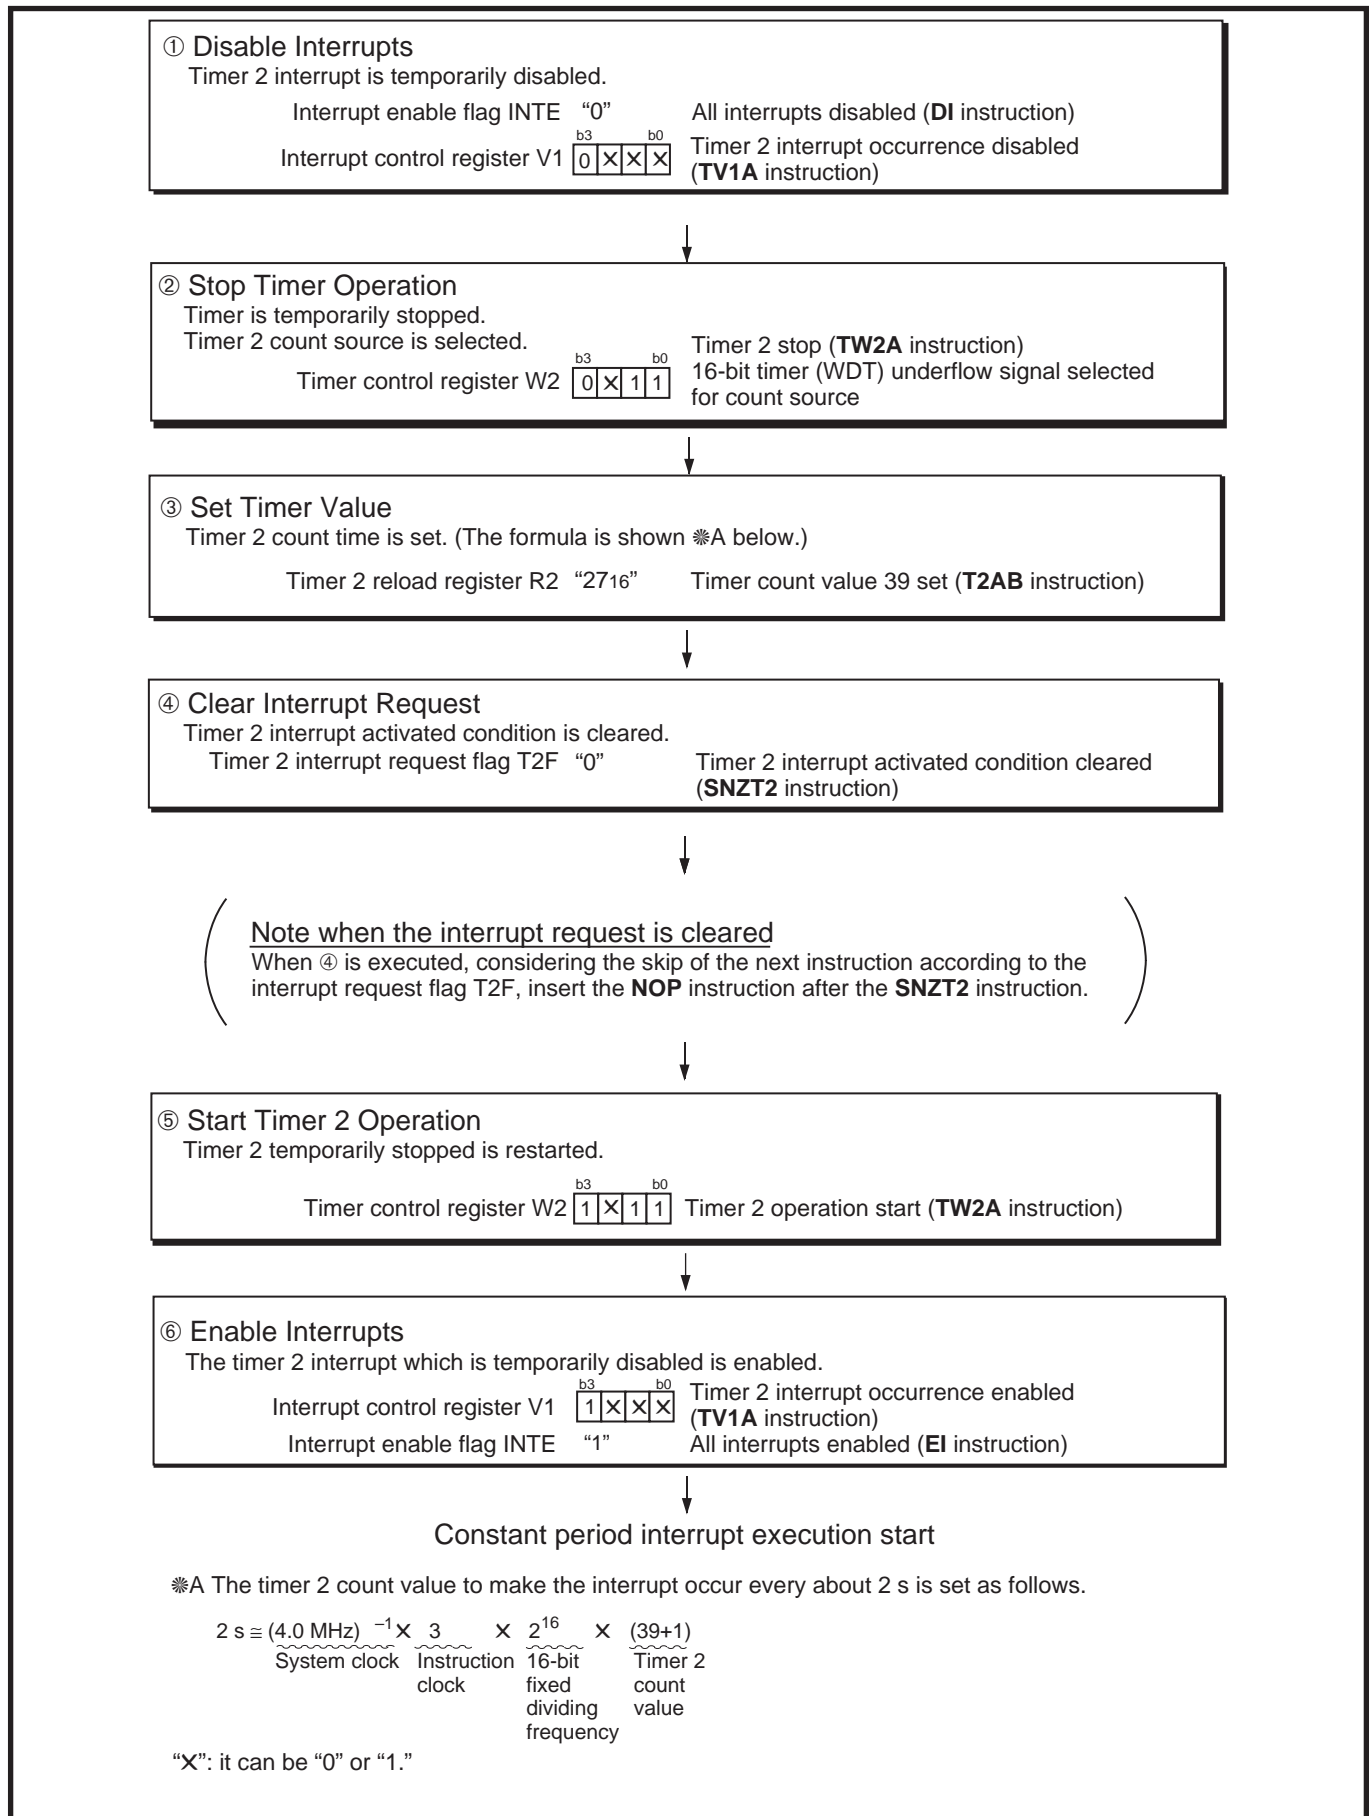 ① Disable Interrupts
Timer 2 interrupt is temporarily disabled.
Interrupt enable flag INTE “0” All interrupts disabled (DI instruction)
b3 b0
Interrupt control register V1 0 ✕ ✕ ✕ Timer 2 interrupt occurrence disabled
(TV1A instruction)
② Stop Timer Operation
Timer is temporarily stopped.
Timer 2 count source is selected.
Timer 2 stop (TW2A instruction)
b3 b0
Timer control register W2 0 ✕ 1 1 16-bit timer (WDT) underflow signal selected
for count source
③ Set Timer Value
Timer 2 count time is set. (The formula is shown ❊A below.)
Timer 2 reload register R2 “27₁₆” Timer count value 39 set (T2AB instruction)
④ Clear Interrupt Request
Timer 2 interrupt activated condition is cleared.
Timer 2 interrupt request flag T2F “0” Timer 2 interrupt activated condition cleared
(SNZT2 instruction)
Note when the interrupt request is cleared
When ④ is executed, considering the skip of the next instruction according to the
interrupt request flag T2F, insert the NOP instruction after the SNZT2 instruction.
⑤ Start Timer 2 Operation
Timer 2 temporarily stopped is restarted.
b3 b0
Timer control register W2 1 ✕ 1 1 Timer 2 operation start (TW2A instruction)
⑥ Enable Interrupts
The timer 2 interrupt which is temporarily disabled is enabled.
b3 b0
Interrupt control register V1 1 ✕ ✕ ✕ Timer 2 interrupt occurrence enabled
(TV1A instruction)
Interrupt enable flag INTE “1” All interrupts enabled (EI instruction)
Constant period interrupt execution start
❊A The timer 2 count value to make the interrupt occur every about 2 s is set as follows.
2 s ≅ (4.0 MHz) ⁻¹ ✕ 3 ✕ 2¹⁶ ✕ (39+1)
System clock Instruction 16-bit Timer 2
clock fixed count
dividing value
frequency
“✕”: it can be “0” or “1.”